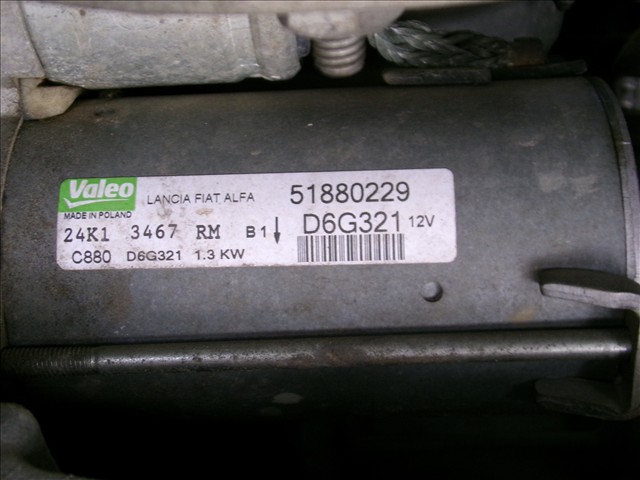 Valeo LANCIA FIAT ALFA 51880229
MADE IN POLAND
24K1 3467 RM B1 D6G321 12V
C880 D6G321 1.3 KW